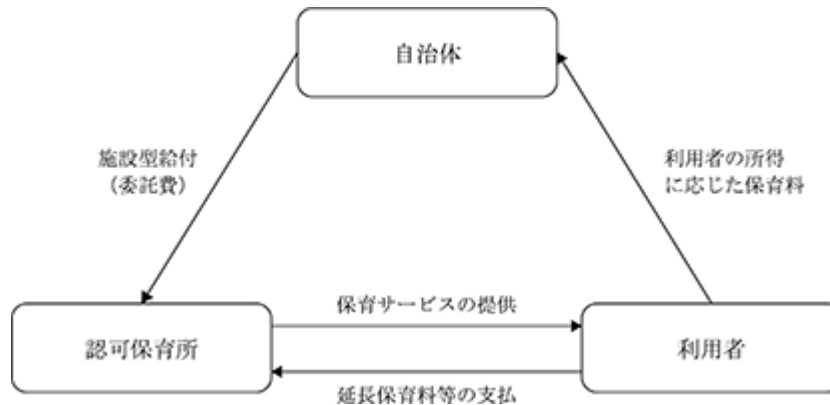 自治体
施設型給付
（委託費）
利用者の所得
に応じた保育料
保育サービスの提供
認可保育所
利用者
延長保育料等の支払